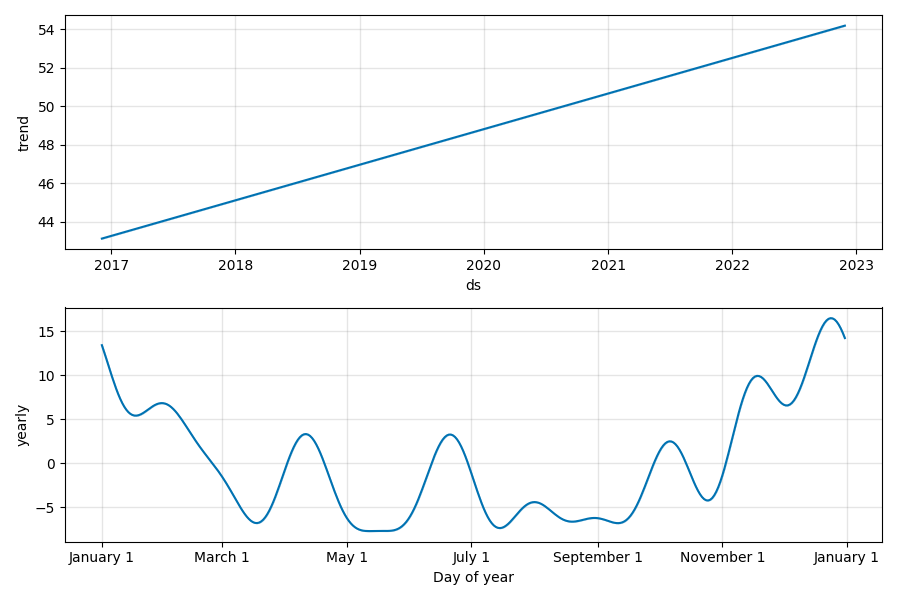 54
52
50
48
46
44
trend
2017 2018 2019 2020 2021 2022 2023
ds
15
10
5
0
−5
yearly
January 1 March 1 May 1 July 1 September 1 November 1 January 1
Day of year